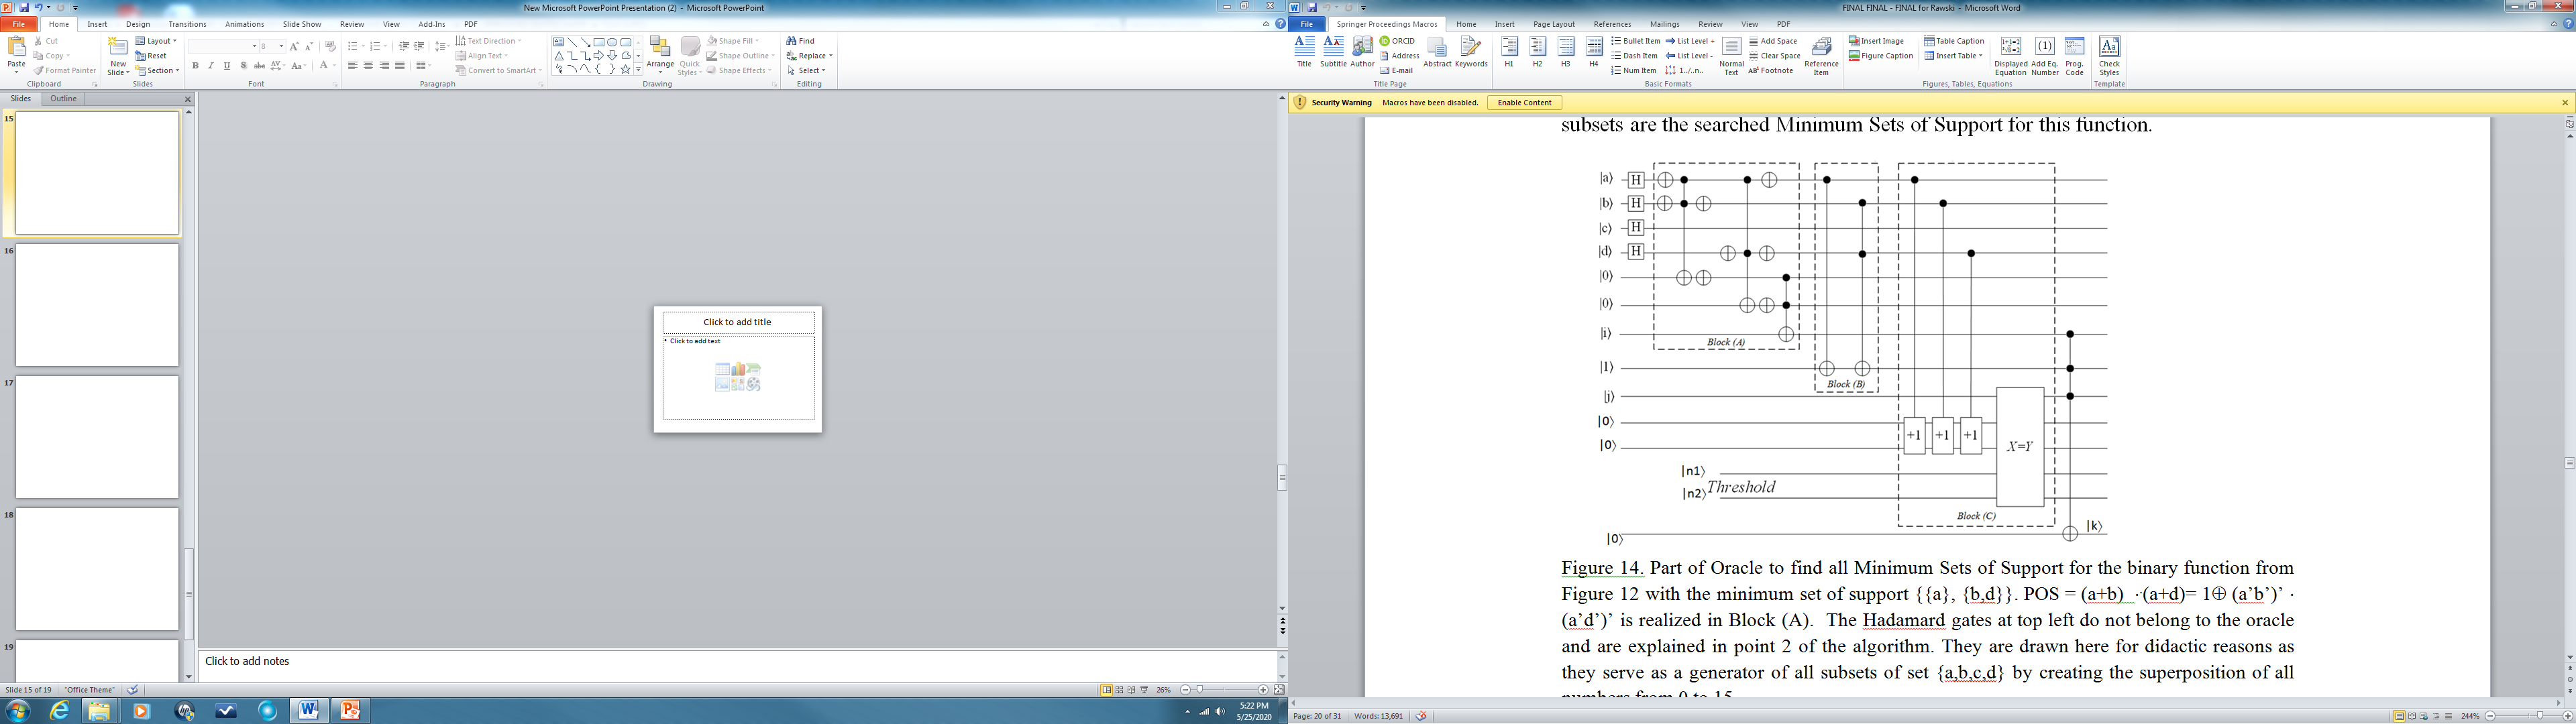 New Microsoft PowerPoint Presentation (2) - Microsoft PowerPoint
File Home Insert Design Transitions Animations Slide Show Review View Add-Ins PDF
Paste
Cut
Copy
Format Painter
Clipboard
New Slide
Layout
Reset
Section
Slides
8
B I U S abc AV Aa A
Font
Text Direction
Align Text
Convert to SmartArt
Paragraph
Arrange
Quick Styles
Shape Fill
Shape Outline
Shape Effects
Drawing
Find
Replace
Select
Editing
Slides Outline
15
16
17
18
19
Click to add title
• Click to add text
Click to add notes
Slide 15 of 19 "Office Theme" 26%
FINAL FINAL - FINAL for Rawski - Microsoft Word
File Springer Proceedings Macros Home Insert Page Layout References Mailings Review View PDF
Title Subtitle Author
ORCID
Address
E-mail
Abstract Keywords
Title Page
H1 H2 H3 H4
Bullet Item
Dash Item
Num Item
List Level +
List Level -
1../..n..
Normal Text
Add Space
Clear Space
Footnote
Reference Item
Basic Formats
Insert Image
Figure Caption
Table Caption
Insert Table
Displayed Equation
(1)
Add Eq. Number
Prog. Code
Figures, Tables, Equations
Check Styles
Template
Security Warning Macros have been disabled. Enable Content
subsets are the searched Minimum Sets of Support for this function.
|a⟩ H
|b⟩ H
|c⟩ H
|d⟩ H
|0⟩
|0⟩
|i⟩
Block (A)
|1⟩
Block (B)
|j⟩
|0⟩
+1 +1 +1
|0⟩
X=Y
|n1⟩
|n2⟩ Threshold
Block (C)
|k⟩
|0⟩
Figure 14. Part of Oracle to find all Minimum Sets of Support for the binary function from
Figure 12 with the minimum set of support {{a}, {b,d}}. POS = (a+b) ·(a+d)= 1⊕ (a’b’)’ ·
(a’d’)’ is realized in Block (A). The Hadamard gates at top left do not belong to the oracle
and are explained in point 2 of the algorithm. They are drawn here for didactic reasons as
they serve as a generator of all subsets of set {a,b,c,d} by creating the superposition of all
numbers from 0 to 15
Page: 20 of 31 Words: 13,691 244%
5:22 PM
5/25/2020